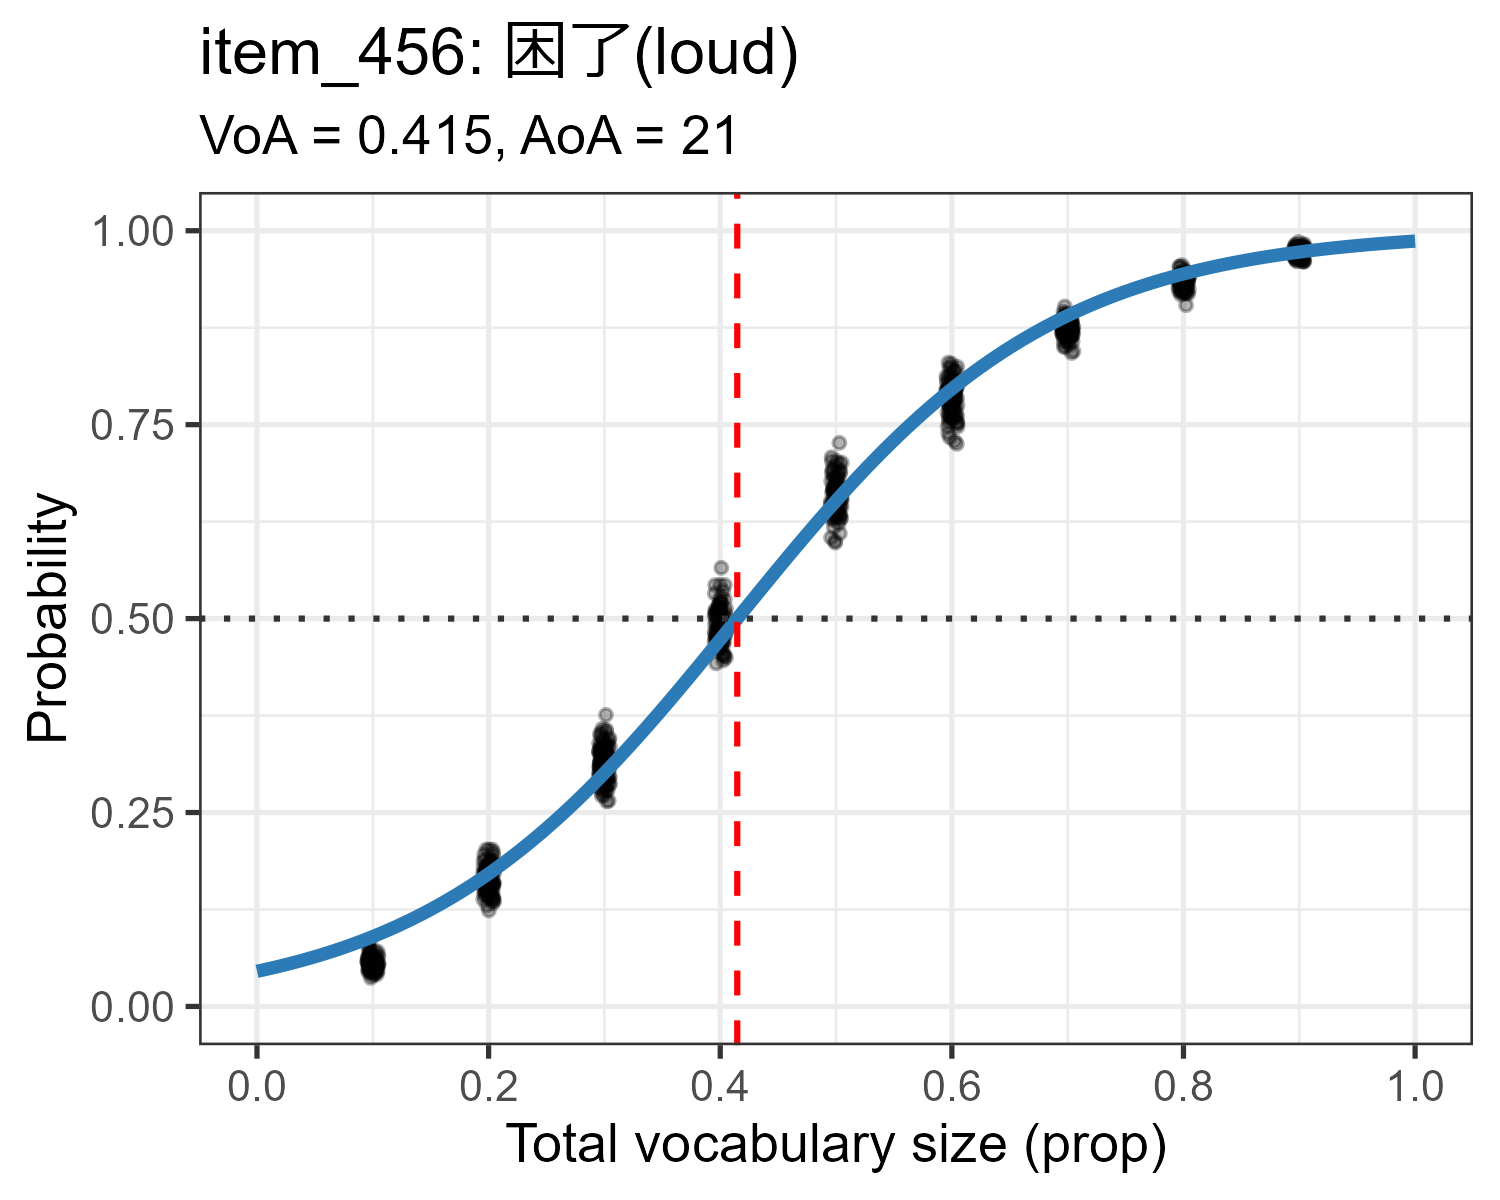 item_456: 困了(loud)
VoA = 0.415, AoA = 21
Probability
1.00
0.75
0.50
0.25
0.00
0.0 0.2 0.4 0.6 0.8 1.0
Total vocabulary size (prop)